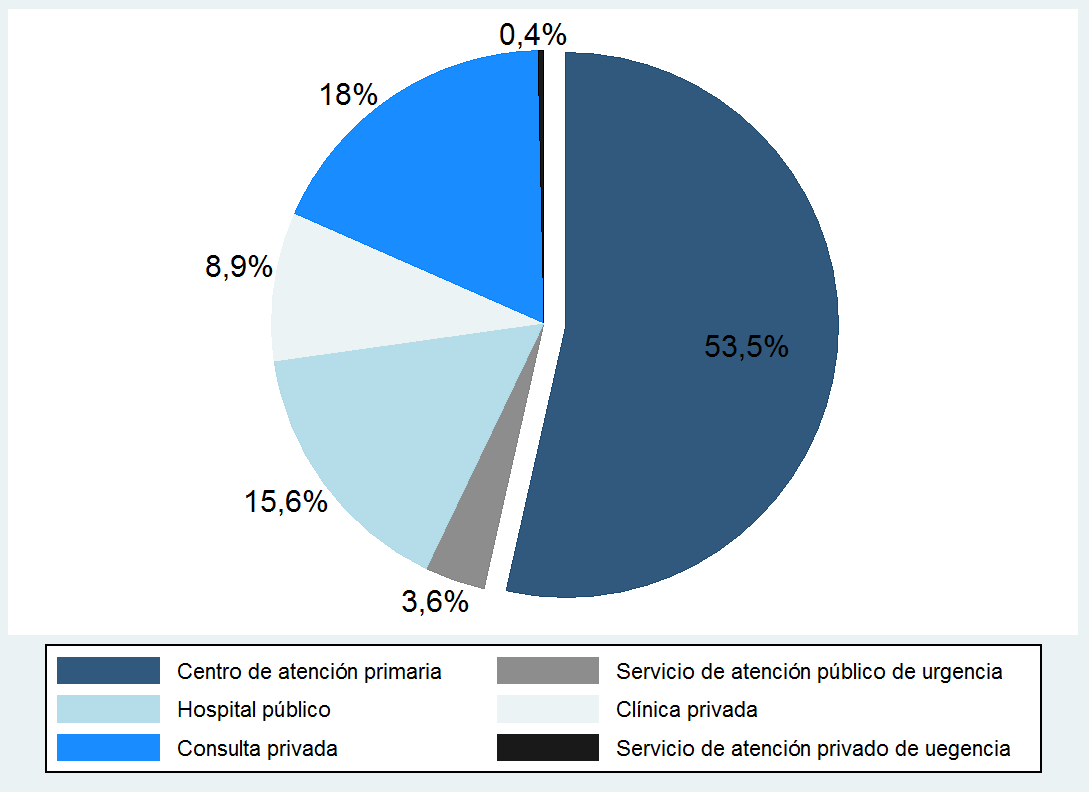 0,4%
18%
8,9%
53,5%
15,6%
3,6%
Centro de atención primaria
Servicio de atención público de urgencia
Hospital público
Clínica privada
Consulta privada
Servicio de atención privado de uegencia